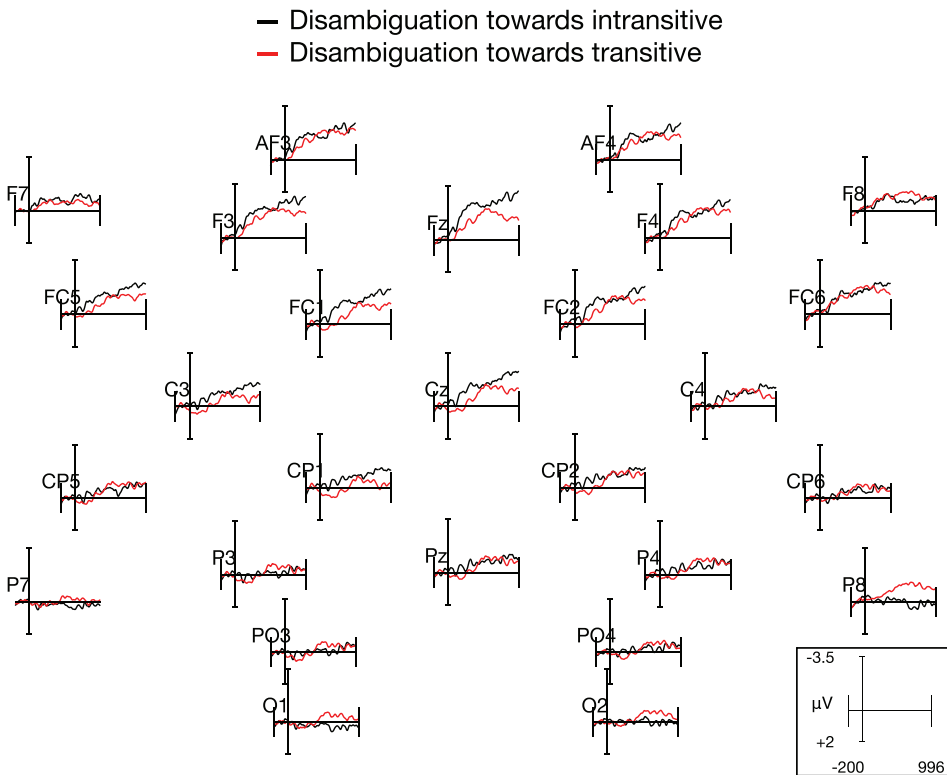 Disambiguation towards intransitive
Disambiguation towards transitive
AF3 AF4
F7 F8
F3 Fz F4
FC5 FC1 FC2 FC6
C3 Cz C4
CP5 CP1 CP2 CP6
P3 Pz P4
P7 P8
PO3 PO4
O1 O2
-3.5
µV
+2
-200 996